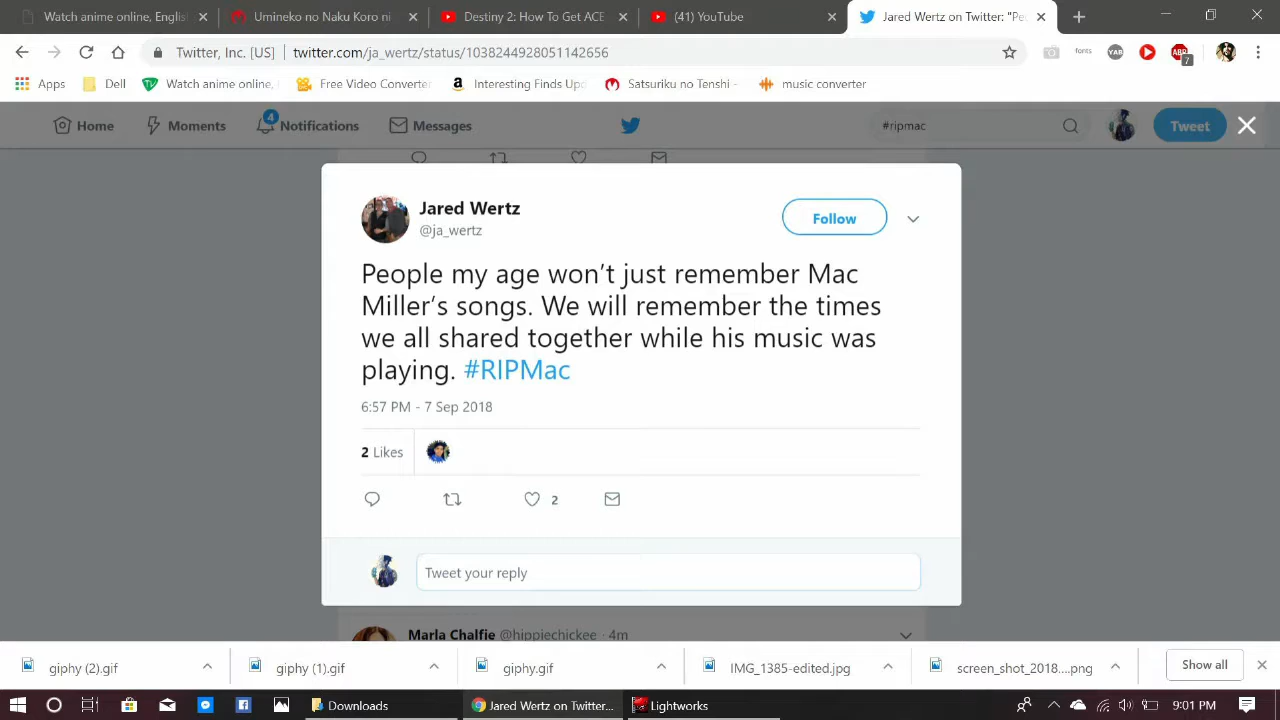 Watch anime online, English
Umineko no Naku Koro ni
Destiny 2: How To Get ACE
(41) YouTube
Jared Wertz on Twitter: "Pe
Twitter, Inc. [US] | twitter.com/ja_wertz/status/1038244928051142656
fonts
YAB
ABP
7
Apps
Dell
Watch anime online,
Free Video Converter
Interesting Finds Upd
Satsuriku no Tenshi -
music converter
Home
Moments
4
Notifications
Messages
#ripmac
Tweet
Jared Wertz
@ja_wertz
Follow
People my age won't just remember Mac
Miller's songs. We will remember the times
we all shared together while his music was
playing. #RIPMac
6:57 PM - 7 Sep 2018
2 Likes
2
Tweet your reply
Marla Chalfie @hippiechickee · 4m
giphy (2).gif
giphy (1).gif
giphy.gif
IMG_1385-edited.jpg
screen_shot_2018....png
Show all
Downloads
Jared Wertz on Twitter...
Lightworks
9:01 PM